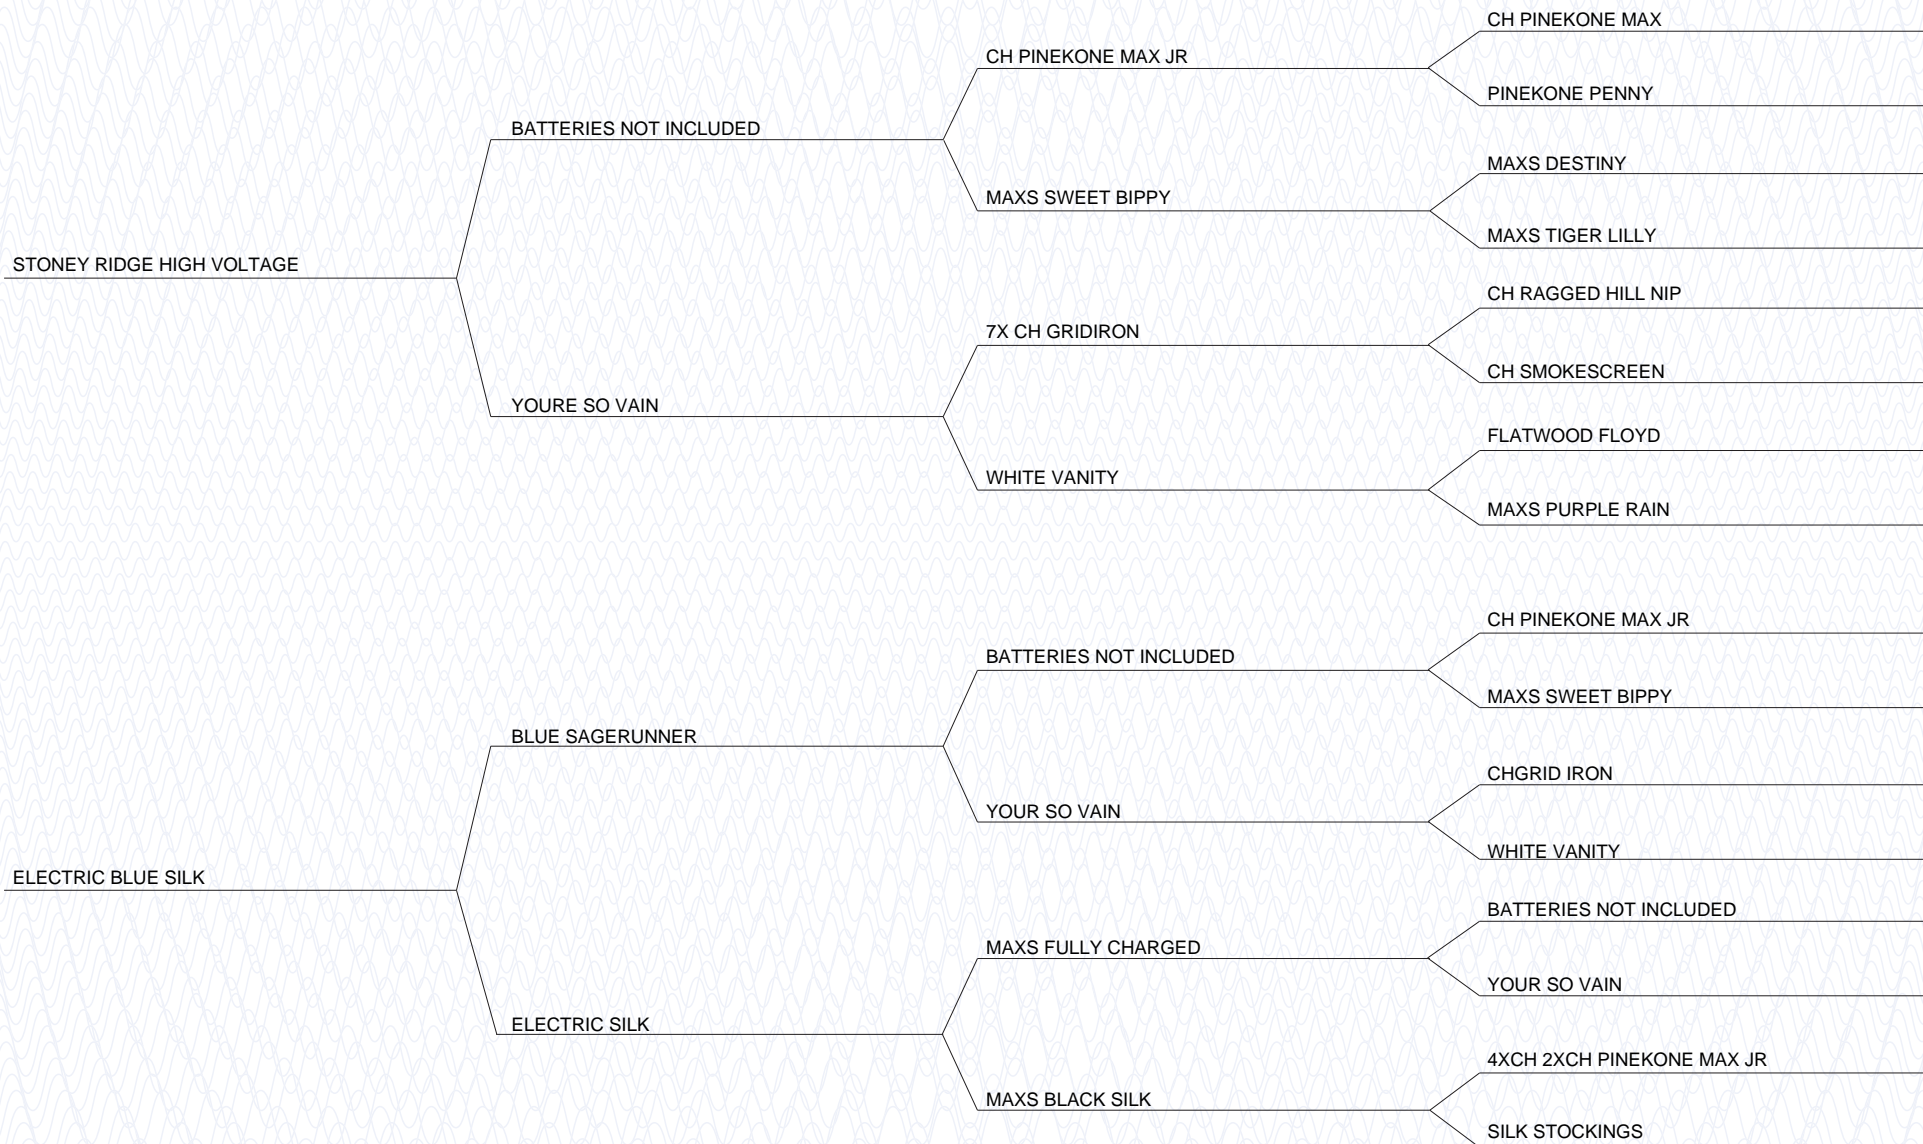 CH PINEKONE MAX
CH PINEKONE MAX JR
PINEKONE PENNY
BATTERIES NOT INCLUDED
MAXS DESTINY
MAXS SWEET BIPPY
MAXS TIGER LILLY
STONEY RIDGE HIGH VOLTAGE
CH RAGGED HILL NIP
7X CH GRIDIRON
CH SMOKESCREEN
YOURE SO VAIN
FLATWOOD FLOYD
WHITE VANITY
MAXS PURPLE RAIN
CH PINEKONE MAX JR
BATTERIES NOT INCLUDED
MAXS SWEET BIPPY
BLUE SAGERUNNER
CHGRID IRON
YOUR SO VAIN
WHITE VANITY
ELECTRIC BLUE SILK
BATTERIES NOT INCLUDED
MAXS FULLY CHARGED
YOUR SO VAIN
ELECTRIC SILK
4XCH 2XCH PINEKONE MAX JR
MAXS BLACK SILK
SILK STOCKINGS